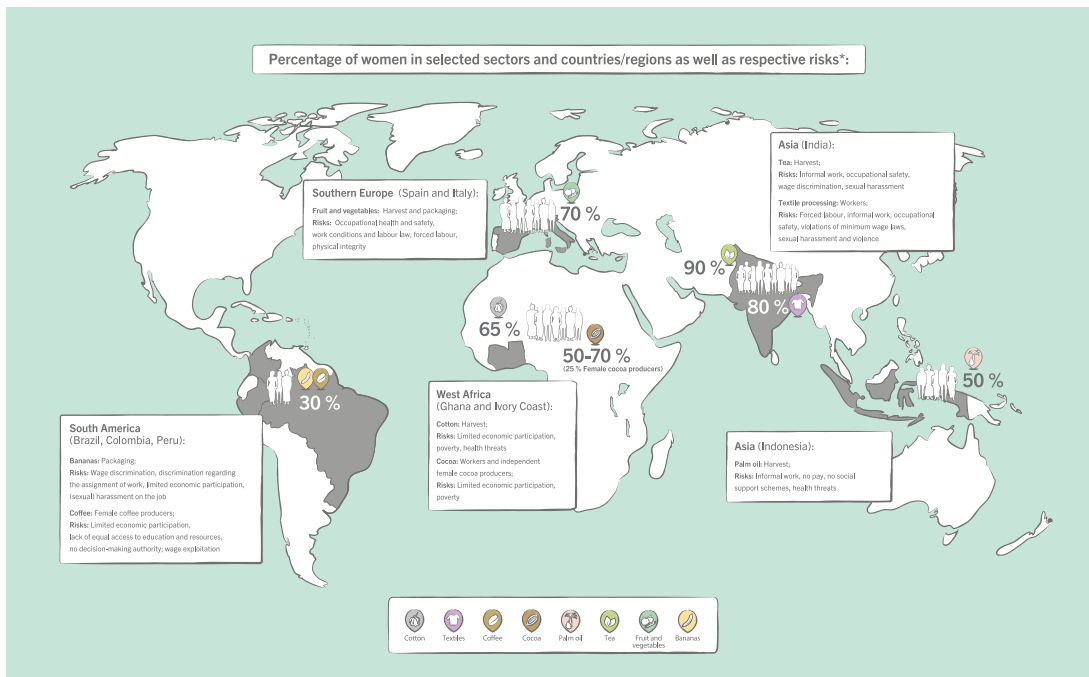 Percentage of women in selected sectors and countries/regions as well as respective risks*:
Asia (India):
Tea: Harvest;
Risks: Informal work, occupational safety,
wage discrimination, sexual harassment
Textile processing: Workers;
Risks: Forced labour, informal work, occupational
safety, violations of minimum wage laws,
sexual harassment and violence
Southern Europe (Spain and Italy):
Fruit and vegetables: Harvest and packaging;
Risks: Occupational health and safety,
work conditions and labour law, forced labour,
physical integrity
70 %
90 %
80 %
65 %
50-70 %
(25 % Female cocoa producers)
50 %
30 %
West Africa
(Ghana and Ivory Coast):
Cotton: Harvest;
Risks: Limited economic participation,
poverty, health threats
Cocoa: Workers and independent
female cocoa producers;
Risks: Limited economic participation,
poverty
South America
(Brazil, Colombia, Peru):
Bananas: Packaging;
Risks: Wage discrimination, discrimination regarding
the assignment of work, limited economic participation,
(sexual) harassment on the job
Coffee: Female coffee producers;
Risks: Limited economic participation,
lack of equal access to education and resources,
no decision-making authority; wage exploitation
Asia (Indonesia):
Palm oil: Harvest;
Risks: Informal work, no pay, no social
support schemes, health threats
Cotton
Textiles
Coffee
Cocoa
Palm oil
Tea
Fruit and
vegetables
Bananas